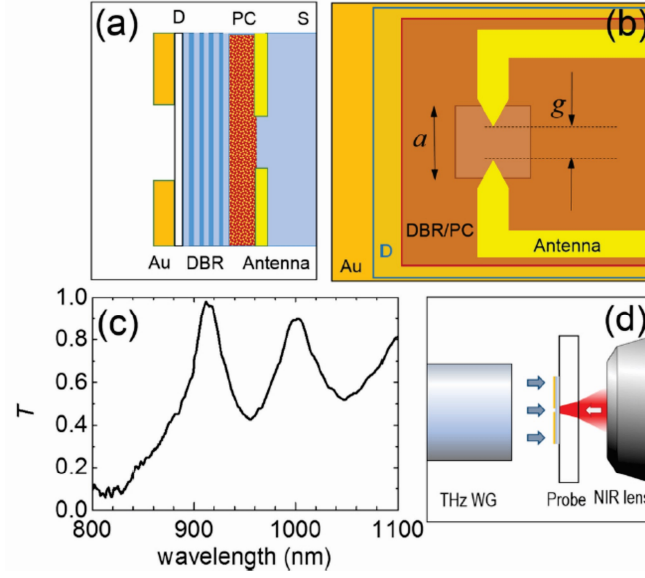 (a)
D PC S
Au DBR Antenna
(b)
a
g
DBR/PC
Antenna
D
Au
(c)
T
1.0
0.8
0.6
0.4
0.2
0.0
800 900 1000 1100
wavelength (nm)
(d)
THz WG Probe NIR lens